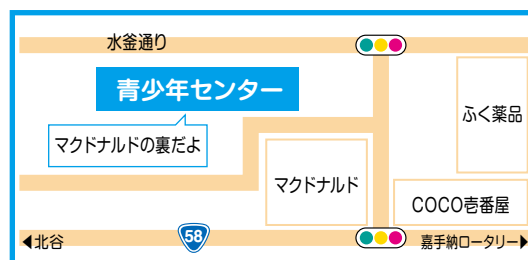 水釜通り
青少年センター
マクドナルドの裏だよ
ふく薬品
マクドナルド
COCO壱番屋
◀北谷
58
嘉手納ロータリー▶